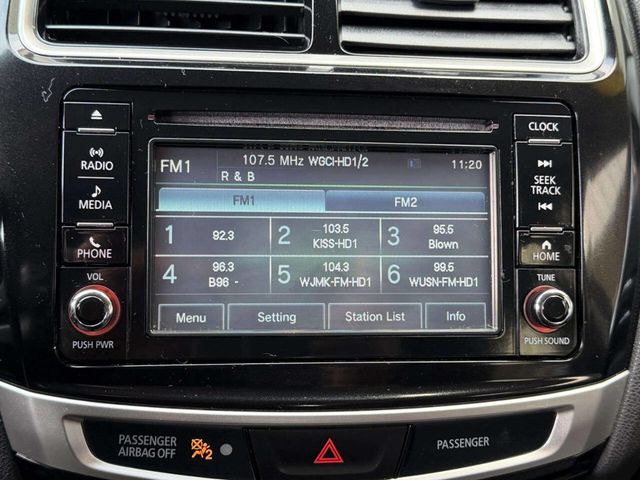 CLOCK
RADIO
MEDIA
PHONE
VOL
PUSH PWR
SEEK
TRACK
HOME
TUNE
PUSH SOUND
FM1 107.5 MHz WGCI-HD1/2 11:20
R & B
FM1 FM2
1 92.3 2 103.5 KISS-HD1 3 95.5 Blown
4 96.3 B96 - 5 104.3 WJMK-FM-HD1 6 99.5 WUSN-FM-HD1
Menu Setting Station List Info
PASSENGER
AIRBAG OFF
2
PASSENGER